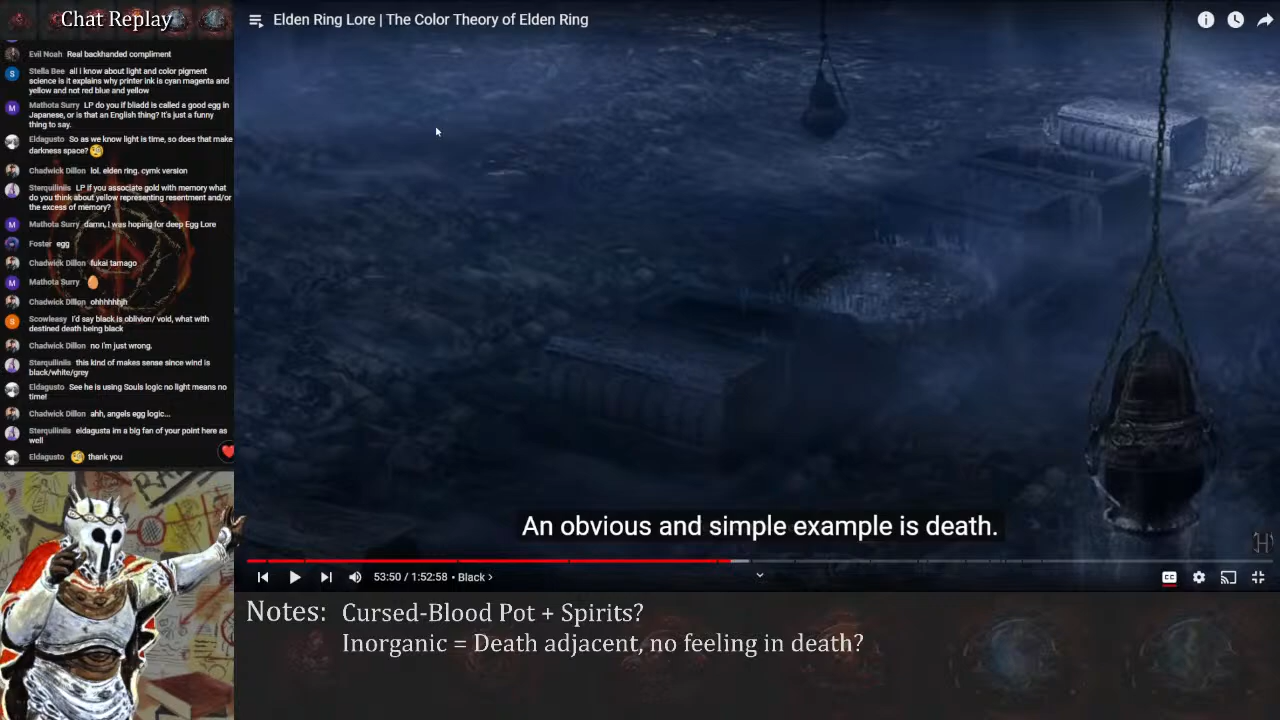 Chat Replay
Elden Ring Lore | The Color Theory of Elden Ring
Evil Noah Real backhanded compliment
Stella Bee all i know about light and color pigment
science is it explains why printer ink is cyan magenta and
yellow and not red blue and yellow
Mathota Surry LP do you if bliadd is called a good egg in
Japanese, or is that an English thing? It's just a funny
thing to say.
Eldagusto So as we know light is time, so does that make
darkness space?
Chadwick Dillon lol. elden ring. cymk version
Sterquiliniis LP if you associate gold with memory what
do you think about yellow representing resentment and/or
the excess of memory?
Mathota Surry damn, I was hoping for deep Egg Lore
Foster egg
Chadwick Dillon fukai tamago
Mathota Surry
Chadwick Dillon ohhhhhhjh
Scowleasy I'd say black is oblivion/ void, what with
destined death being black
Chadwick Dillon no I'm just wrong.
Sterquiliniis this kind of makes sense since wind is
black/white/grey
Eldagusto See he is using Souls logic no light means no
time!
Chadwick Dillon ahh, angels egg logic...
Sterquiliniis eldagusta im a big fan of your point here as
well
Eldagusto thank you
An obvious and simple example is death.
53:50 / 1:52:58 • Black
CC
Notes: Cursed-Blood Pot + Spirits?
Inorganic = Death adjacent, no feeling in death?